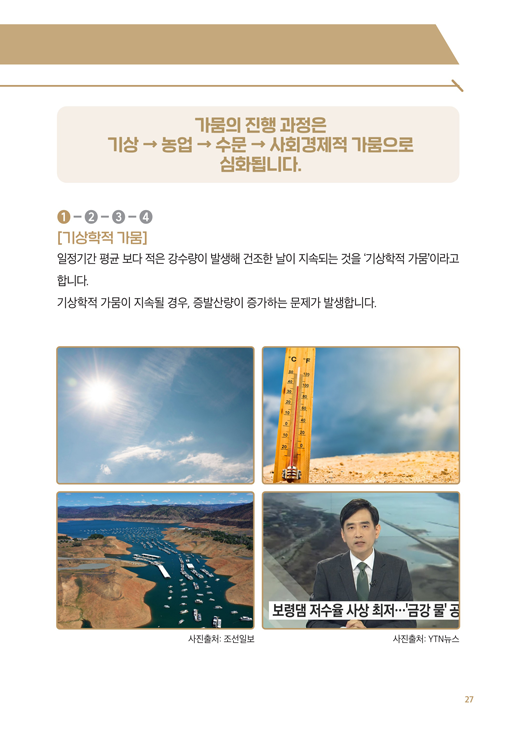 가뭄의 진행 과정은
기상 → 농업 → 수문 → 사회경제적 가뭄으로
심화됩니다.
1 - 2 - 3 - 4
[기상학적 가뭄]
일정기간 평균 보다 적은 강수량이 발생해 건조한 날이 지속되는 것을 '기상학적 가뭄'이라고
합니다.
기상학적 가뭄이 지속될 경우, 증발산량이 증가하는 문제가 발생합니다.
°C °F
보령댐 저수율 사상 최저…'금강 물' 공
사진출처: 조선일보
사진출처: YTN뉴스
27